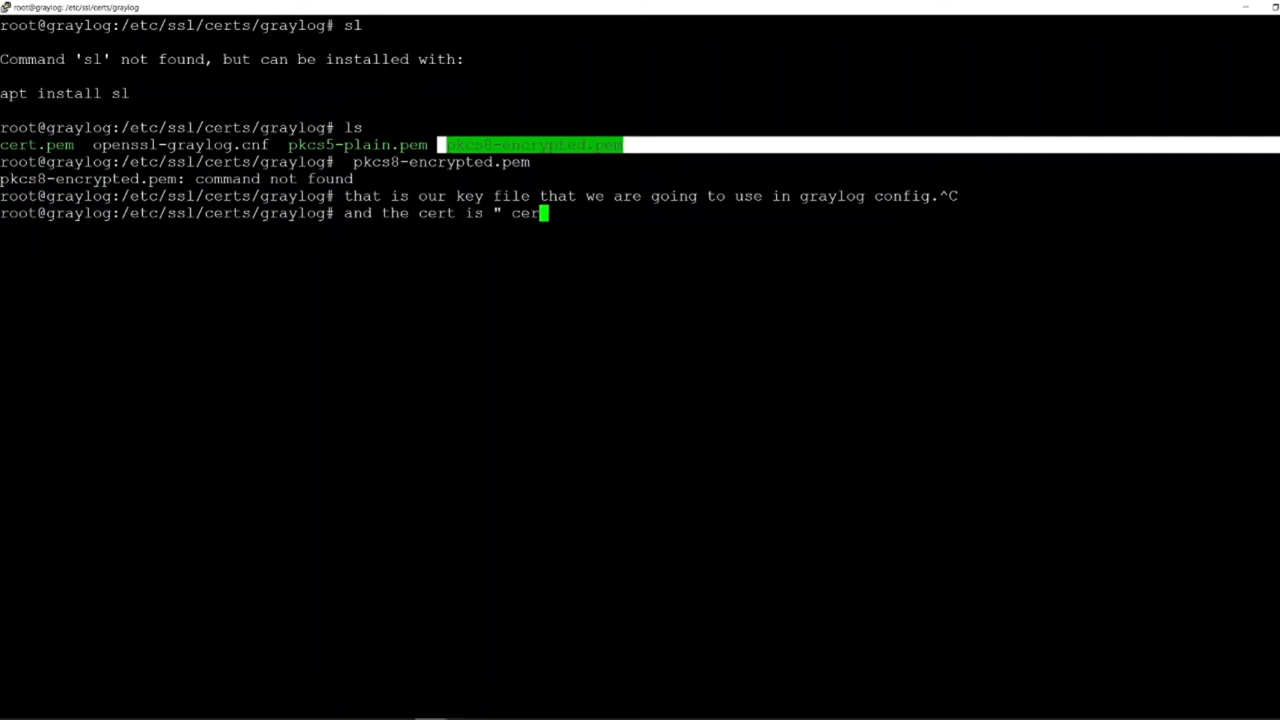 root@graylog: /etc/ssl/certs/graylog
root@graylog:/etc/ssl/certs/graylog# sl
Command 'sl' not found, but can be installed with:
apt install sl
root@graylog:/etc/ssl/certs/graylog# ls
cert.pem  openssl-graylog.cnf  pkcs5-plain.pem  pkcs8-encrypted.pem
root@graylog:/etc/ssl/certs/graylog#  pkcs8-encrypted.pem
pkcs8-encrypted.pem: command not found
root@graylog:/etc/ssl/certs/graylog# that is our key file that we are going to use in graylog config.^C
root@graylog:/etc/ssl/certs/graylog# and the cert is " cer